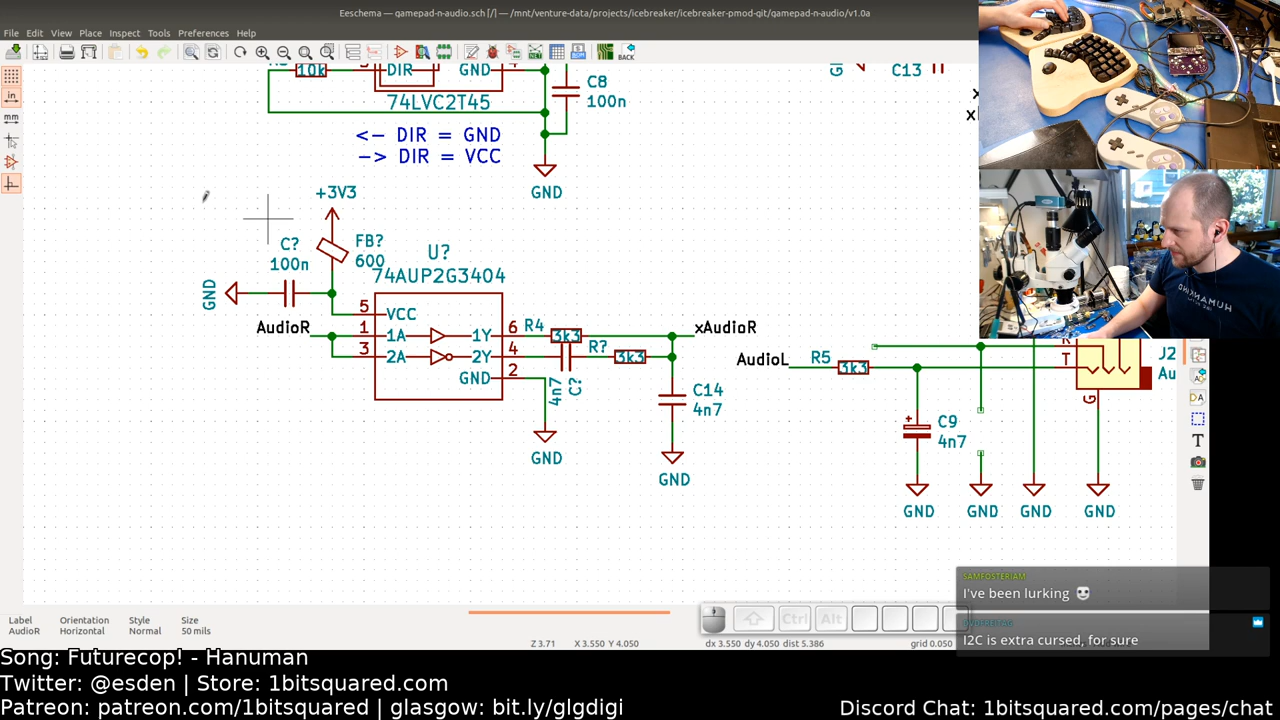 Eeschema — gamepad-n-audio.sch [/] — /mnt/venture-data/projects/icebreaker/icebreaker-pmod-git/gamepad-n-audio/v1.0a
File Edit View Place Inspect Tools Preferences Help
BACK
in
mm
10k
DIR
GND
74LVC2T45
C8
100n
C13
<- DIR = GND
-> DIR = VCC
GND
+3V3
C?
100n
FB?
600
U?
74AUP2G3404
GND
5
VCC
AudioR
1
1A
1Y
6
R4
3k3
xAudioR
3
2A
2Y
4
R?
3k3
GND
2
4n7
C?
C14
4n7
GND
GND
AudioL
R5
3k3
T
J2
Au
G
C9
4n7
GND
GND
GND
GND
HUMANKIND
SAMFOSTERIAM
I've been lurking
I2C is extra cursed, for sure
Label
AudioR
Orientation
Horizontal
Style
Normal
Size
50 mils
Ctrl
Alt
Z 3.71
X 3.550 Y 4.050
dx 3.550 dy 4.050 dist 5.386
grid 0.050
Song: Futurecop! - Hanuman
Twitter: @esden | Store: 1bitsquared.com
Patreon: patreon.com/1bitsquared | glasgow: bit.ly/glgdigi
Discord Chat: 1bitsquared.com/pages/chat